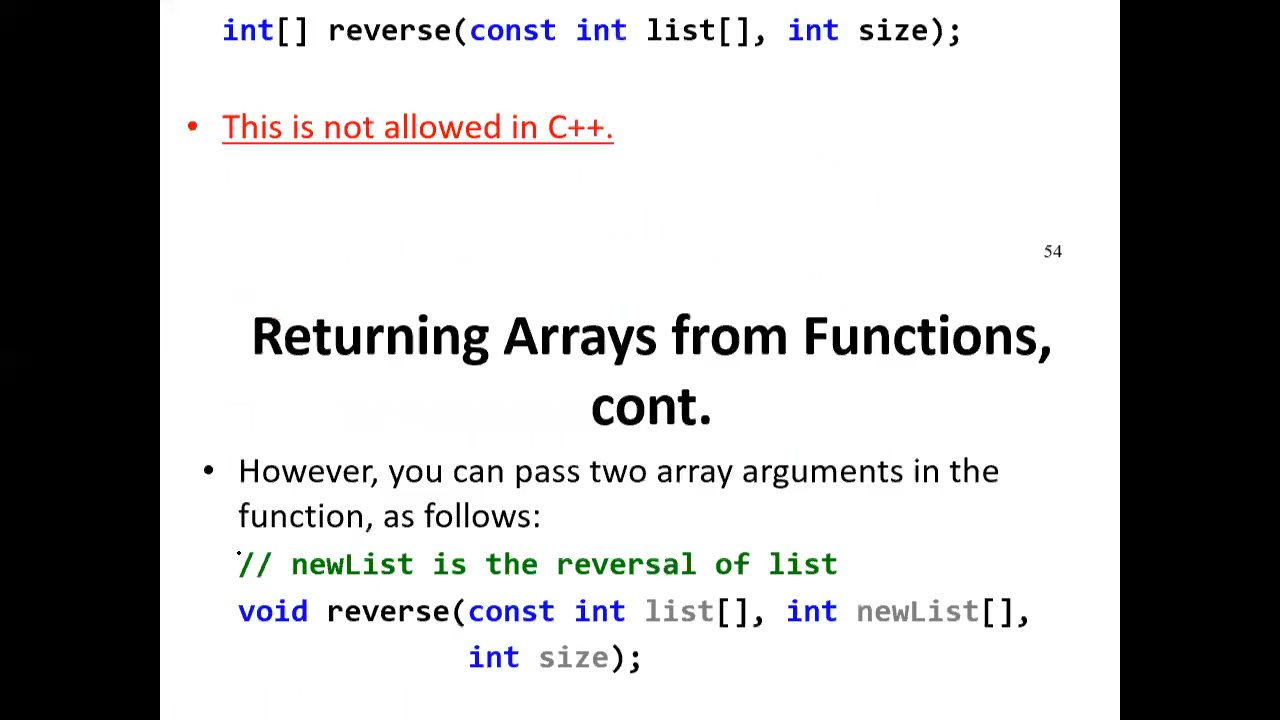 int[] reverse(const int list[], int size);
• This is not allowed in C++.
54
Returning Arrays from Functions,
cont.
• However, you can pass two array arguments in the
function, as follows:
// newList is the reversal of list
void reverse(const int list[], int newList[],
int size);